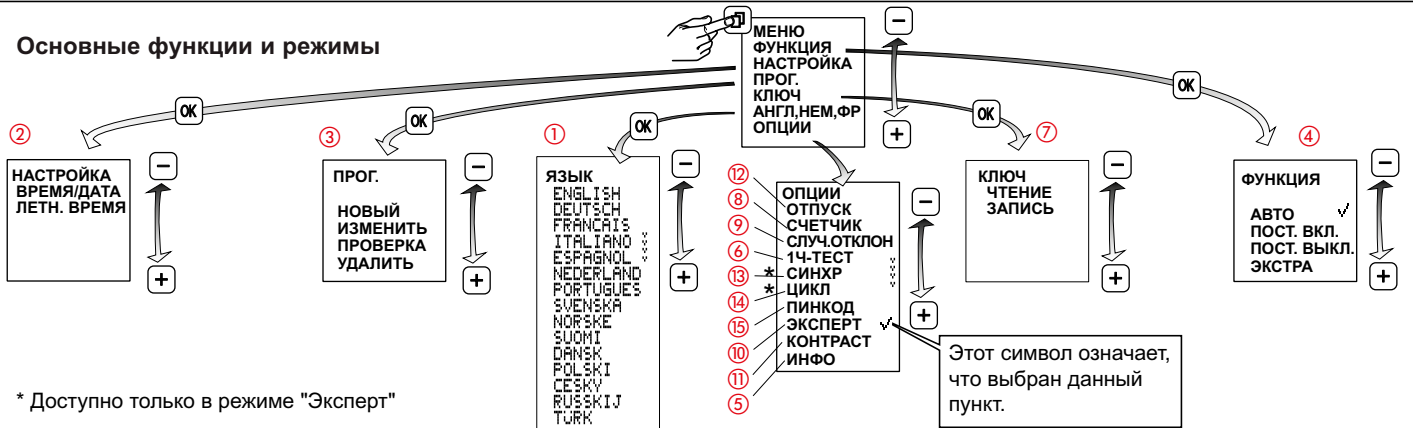 Основные функции и режимы
МЕНЮ
ФУНКЦИЯ
НАСТРОЙКА
ПРОГ.
КЛЮЧ
АНГЛ,НЕМ,ФР
ОПЦИИ
−
+
OK
OK
OK
OK
OK
②
НАСТРОЙКА
ВРЕМЯ/ДАТА
ЛЕТН. ВРЕМЯ
−
+
③
ПРОГ.
НОВЫЙ
ИЗМЕНИТЬ
ПРОВЕРКА
УДАЛИТЬ
−
+
①
ЯЗЫК
ENGLISH
DEUTSCH
FRANCAIS
ITALIANO
ESPAGNOL
NEDERLAND
PORTUGUES
SVENSKA
NORSKE
SUOMI
DANSK
POLSKI
CESKY
RUSSKIJ
TÜRK
−
+
ОПЦИИ
⑫ ОТПУСК
⑧ СЧЕТЧИК
⑨ СЛУЧ.ОТКЛОН
⑥ 1Ч-ТЕСТ
⑬ * СИНХР
⑭ * ЦИКЛ
⑮ ПИНКОД
⑩ ЭКСПЕРТ ✓
⑪ КОНТРАСТ
⑤ ИНФО
−
+
Этот символ означает,
что выбран данный
пункт.
⑦
КЛЮЧ
ЧТЕНИЕ
ЗАПИСЬ
−
+
④
ФУНКЦИЯ
АВТО ✓
ПОСТ. ВКЛ.
ПОСТ. ВЫКЛ.
ЭКСТРА
−
+
* Доступно только в режиме "Эксперт"